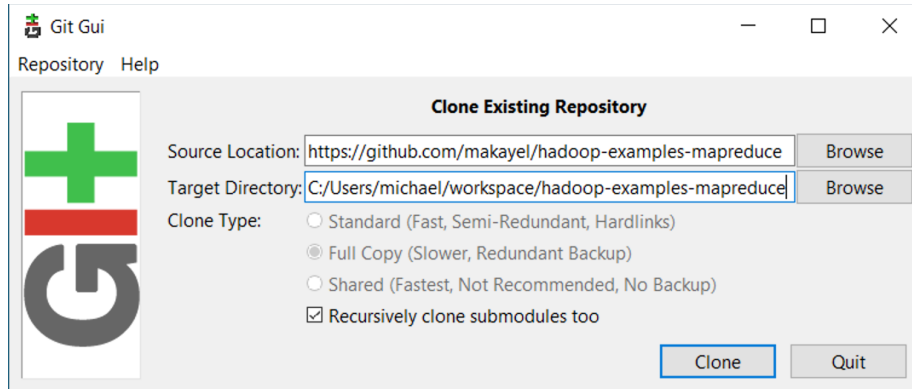 Git Gui
Repository Help
GIT
Clone Existing Repository
Source Location: https://github.com/makayel/hadoop-examples-mapreduce Browse
Target Directory: C:/Users/michael/workspace/hadoop-examples-mapreduce Browse
Clone Type: Standard (Fast, Semi-Redundant, Hardlinks)
Full Copy (Slower, Redundant Backup)
Shared (Fastest, Not Recommended, No Backup)
Recursively clone submodules too
Clone Quit